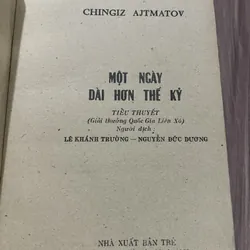 CHINGIZ AJTMATOV
MỘT NGÀY
DÀI HƠN THẾ KỶ
TIỂU THUYẾT
(Giải thưởng Quốc Gia Liên Xô)
Người dịch
LÊ KHÁNH TRƯỜNG — NGUYỄN ĐỨC DƯƠNG
NHÀ XUẤT BẢN TRẺ